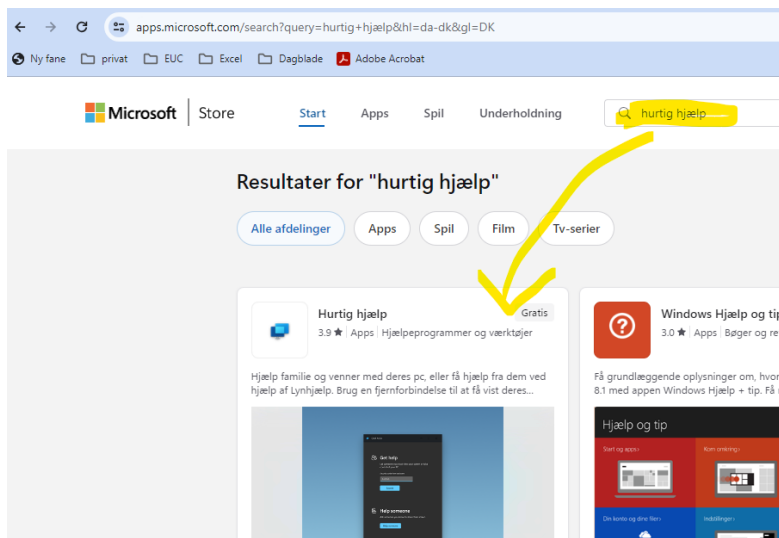 apps.microsoft.com/search?query=hurtig+hjælp&hl=da-dk&gl=DK
Ny fane privat EUC Excel Dagblade Adobe Acrobat
Microsoft Store Start Apps Spil Underholdning hurtig hjælp
Resultater for "hurtig hjælp"
Alle afdelinger Apps Spil Film Tv-serier
Hurtig hjælp Gratis
3.9 ★ Apps Hjælpeprogrammer og værktøjer
Hjælp familie og venner med deres pc, eller få hjælp fra dem ved
hjælp af Lynhjælp. Brug en fjernforbindelse til at få vist deres...
Get help
Help someone
Windows Hjælp og tip
3.0 ★ Apps Bøger og re
Få grundlæggende oplysninger om, hvor
8.1 med appen Windows Hjælp + tip. Få
Hjælp og tip
Start og apps
Kom omkring
Din konto og dine filer
Indstillinger